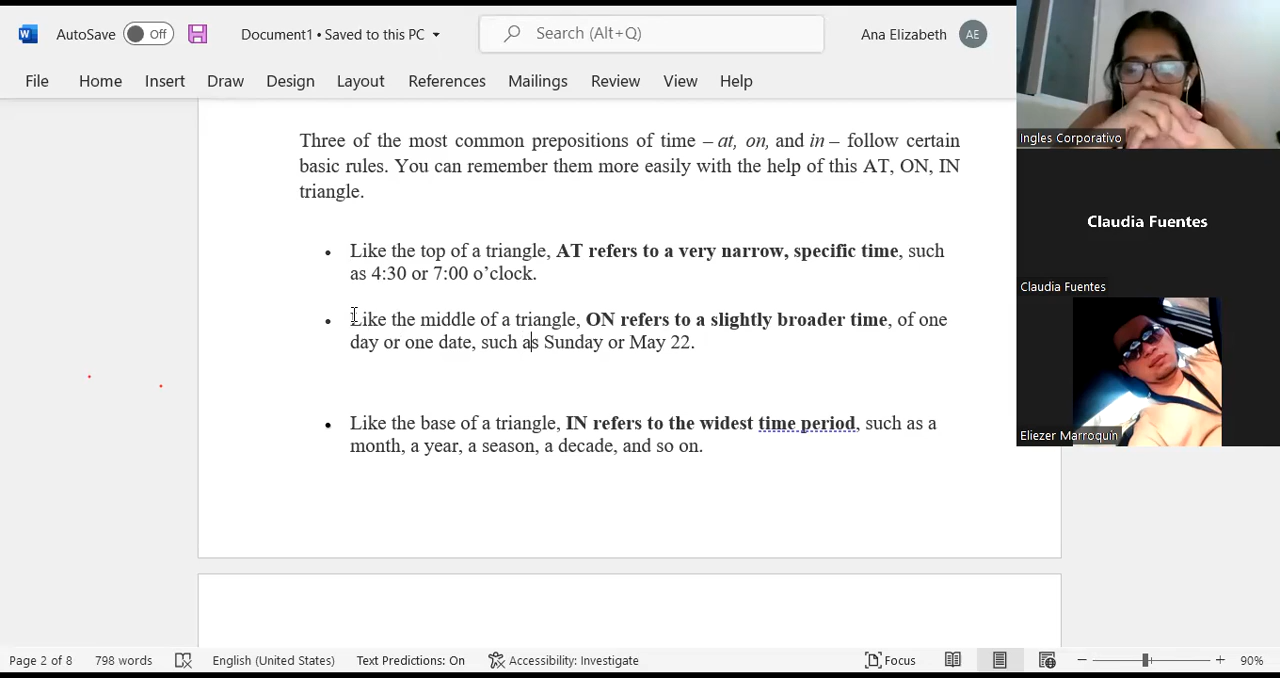 AutoSave Off Document1 • Saved to this PC Search (Alt+Q) Ana Elizabeth AE
File Home Insert Draw Design Layout References Mailings Review View Help
Three of the most common prepositions of time – at, on, and in – follow certain
basic rules. You can remember them more easily with the help of this AT, ON, IN
triangle.
• Like the top of a triangle, AT refers to a very narrow, specific time, such
as 4:30 or 7:00 o’clock.
• Like the middle of a triangle, ON refers to a slightly broader time, of one
day or one date, such as Sunday or May 22.
• Like the base of a triangle, IN refers to the widest time period, such as a
month, a year, a season, a decade, and so on.
Ingles Corporativo
Claudia Fuentes
Claudia Fuentes
Eliezer Marroquín
Page 2 of 8 798 words English (United States) Text Predictions: On Accessibility: Investigate Focus 90%